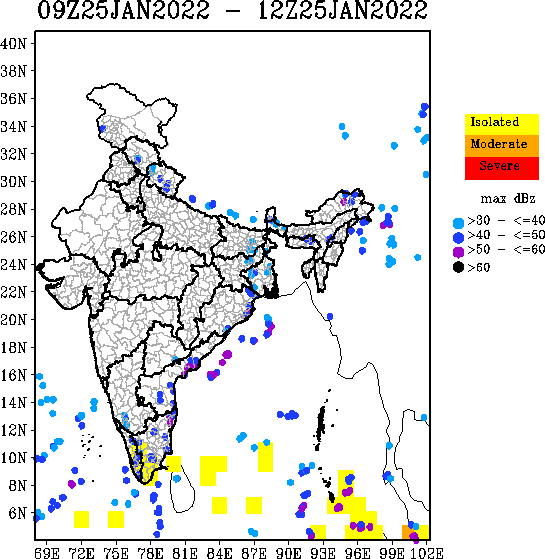 09Z25JAN2022 - 12Z25JAN2022
40N
38N
36N
34N
32N
30N
28N
26N
24N
22N
20N
18N
16N
14N
12N
10N
8N
6N
69E 72E 75E 78E 81E 84E 87E 90E 93E 96E 99E 102E
Isolated
Moderate
Severe
max dBz
>30 - <=40
>40 - <=50
>50 - <=60
>60